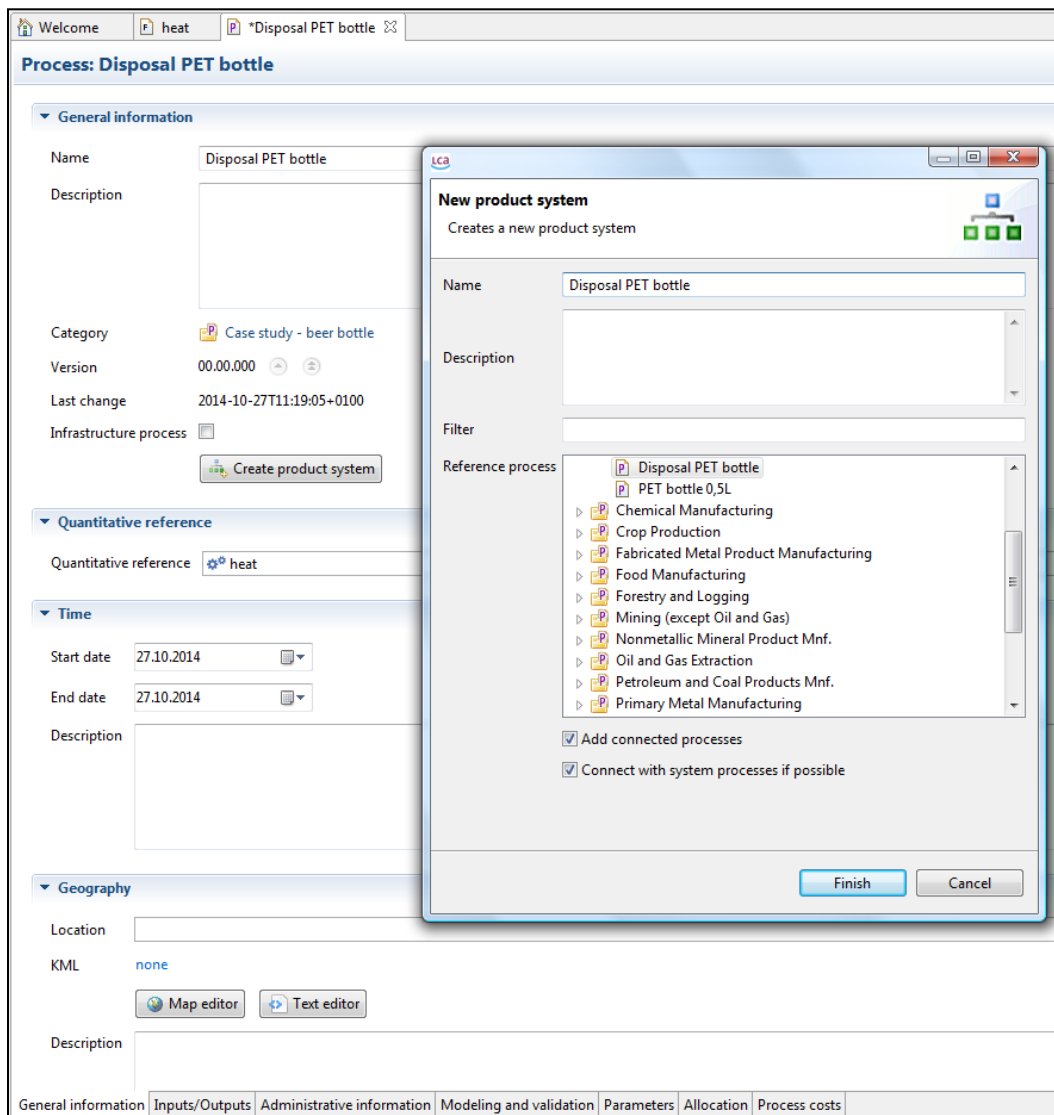 Welcome
F heat
P *Disposal PET bottle
Process: Disposal PET bottle
General information
Name Disposal PET bottle
Description
Category P Case study - beer bottle
Version 00.00.000
Last change 2014-10-27T11:19:05+0100
Infrastructure process
Create product system
Quantitative reference
Quantitative reference heat
Time
Start date 27.10.2014
End date 27.10.2014
Description
Geography
Location
KML none
Map editor Text editor
Description
General information Inputs/Outputs Administrative information Modeling and validation Parameters Allocation Process costs
LCA
New product system
Creates a new product system
Name Disposal PET bottle
Description
Filter
Reference process
P Disposal PET bottle
P PET bottle 0,5L
P Chemical Manufacturing
P Crop Production
P Fabricated Metal Product Manufacturing
P Food Manufacturing
P Forestry and Logging
P Mining (except Oil and Gas)
P Nonmetallic Mineral Product Mnf.
P Oil and Gas Extraction
P Petroleum and Coal Products Mnf.
P Primary Metal Manufacturing
Add connected processes
Connect with system processes if possible
Finish Cancel